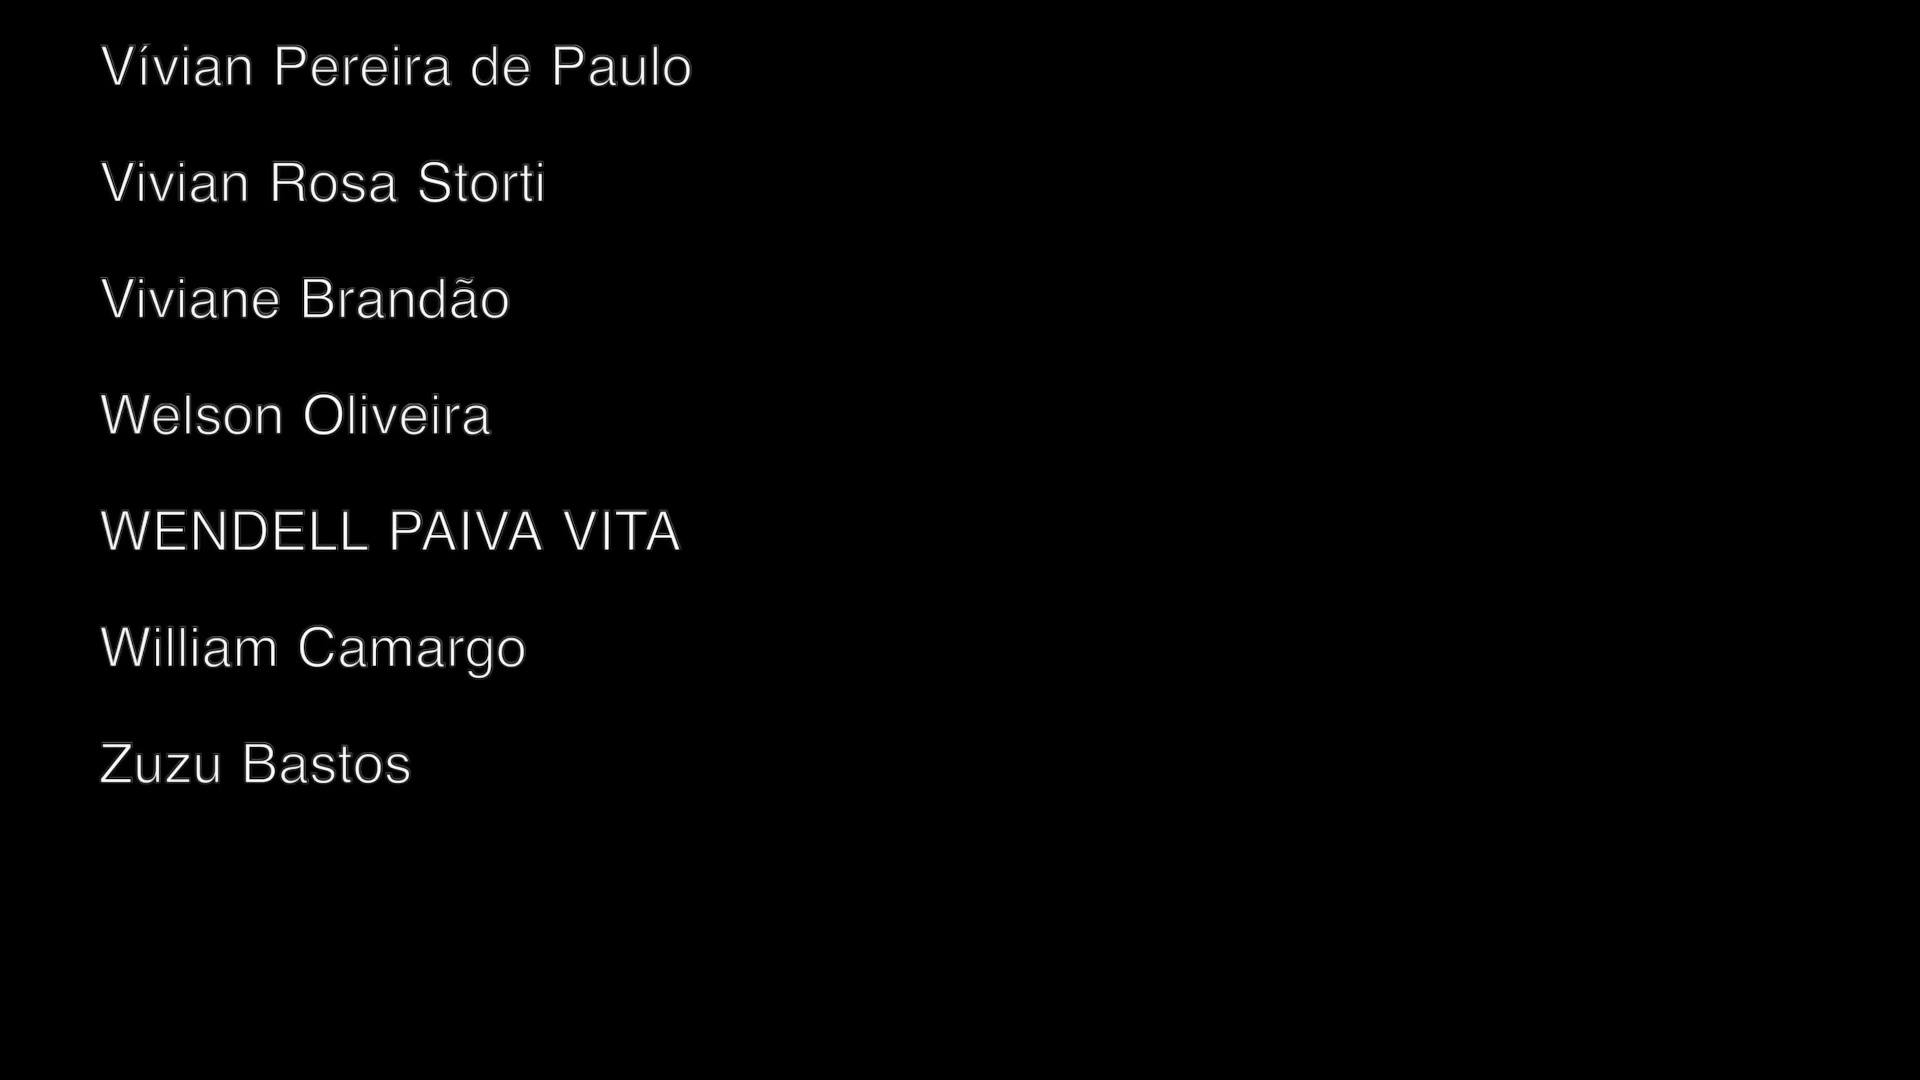 Vívian Pereira de Paulo
Vivian Rosa Storti
Viviane Brandão
Welson Oliveira
WENDELL PAIVA VITA
William Camargo
Zuzu Bastos